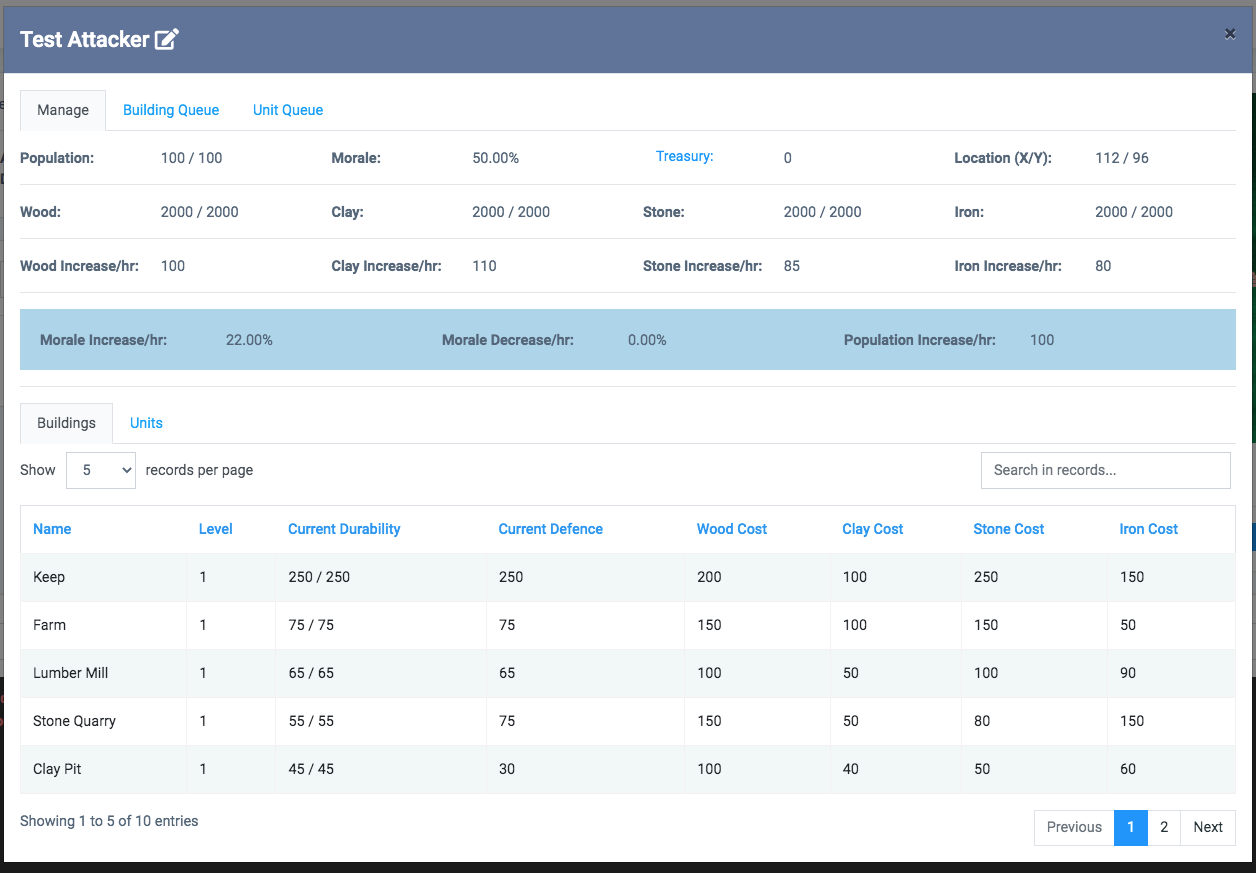 Test Attacker
×
Manage Building Queue Unit Queue
Population: 100 / 100 Morale: 50.00% Treasury: 0 Location (X/Y): 112 / 96
Wood: 2000 / 2000 Clay: 2000 / 2000 Stone: 2000 / 2000 Iron: 2000 / 2000
Wood Increase/hr: 100 Clay Increase/hr: 110 Stone Increase/hr: 85 Iron Increase/hr: 80
Morale Increase/hr: 22.00% Morale Decrease/hr: 0.00% Population Increase/hr: 100
Buildings Units
Show 5 records per page Search in records...
Name Level Current Durability Current Defence Wood Cost Clay Cost Stone Cost Iron Cost
Keep 1 250 / 250 250 200 100 250 150
Farm 1 75 / 75 75 150 100 150 50
Lumber Mill 1 65 / 65 65 100 50 100 90
Stone Quarry 1 55 / 55 75 150 50 80 150
Clay Pit 1 45 / 45 30 100 40 50 60
Showing 1 to 5 of 10 entries Previous 1 2 Next